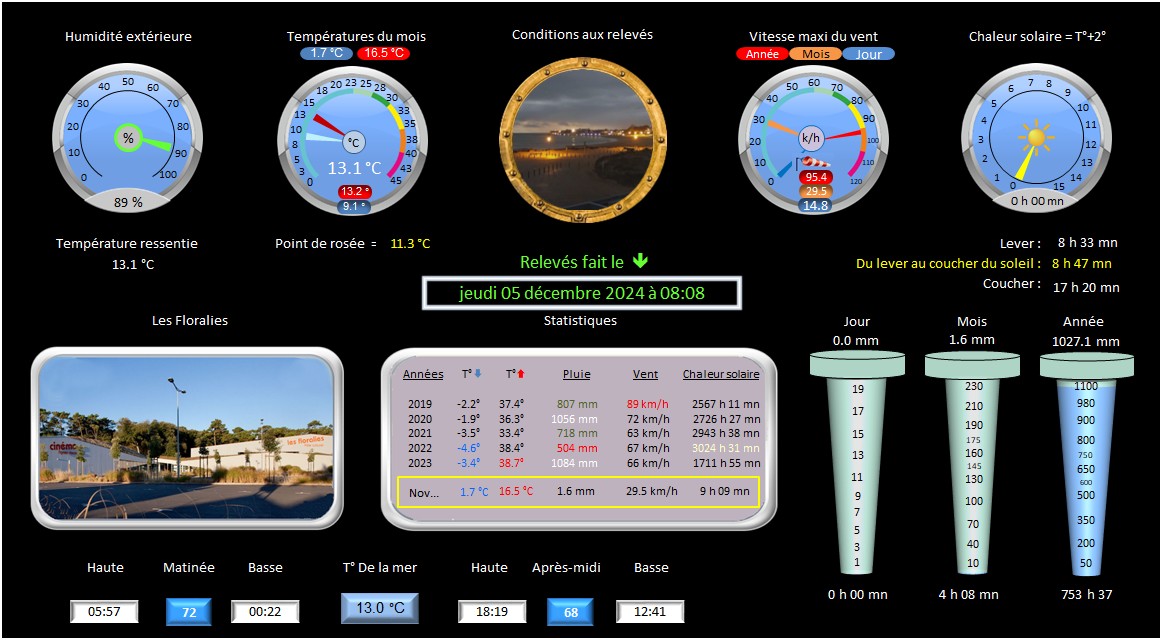 Humidité extérieure
Températures du mois
1.7 °C 16.5 °C
Conditions aux relevés
Vitesse maxi du vent
Année Mois Jour
Chaleur solaire = T°+2°
0 10 20 30 40 50 60 70 80 90 100
%
89 %
0 3 5 8 10 13 15 18 20 23 25 28 30 33 35 38 40 43 45
°C
13.1 °C
13.2 °
9.1 °
0 10 20 30 40 50 60 70 80 90 100 110 120
k/h
95.4
29.5
14.8
0 1 2 3 4 5 6 7 8 9 10 11 12 13 14 15
0 h 00 mn
Température ressentie
13.1 °C
Point de rosée = 11.3 °C
Relevés fait le
jeudi 05 décembre 2024 à 08:08
Lever : 8 h 33 mn
Du lever au coucher du soleil : 8 h 47 mn
Coucher : 17 h 20 mn
Les Floralies
cinéma
les floralies
Statistiques
Années T° T° Pluie Vent Chaleur solaire
2019 -2.2° 37.4° 807 mm 89 km/h 2567 h 11 mn
2020 -1.9° 36.3° 1056 mm 72 km/h 2726 h 27 mn
2021 -3.5° 33.4° 718 mm 63 km/h 2943 h 38 mn
2022 -4.6° 38.4° 504 mm 67 km/h 3024 h 31 mn
2023 -3.4° 38.7° 1084 mm 66 km/h 1711 h 55 mn
Nov... 1.7 °C 16.5 °C 1.6 mm 29.5 km/h 9 h 09 mn
Jour
0.0 mm
19
17
15
13
11
9
7
5
3
1
0 h 00 mn
Mois
1.6 mm
230
210
190
175
160
145
130
100
70
40
10
4 h 08 mn
Année
1027.1 mm
1100
980
900
800
750
650
600
500
350
200
50
753 h 37
Haute Matinée Basse
05:57 72 00:22
T° De la mer
13.0 °C
Haute Après-midi Basse
18:19 68 12:41